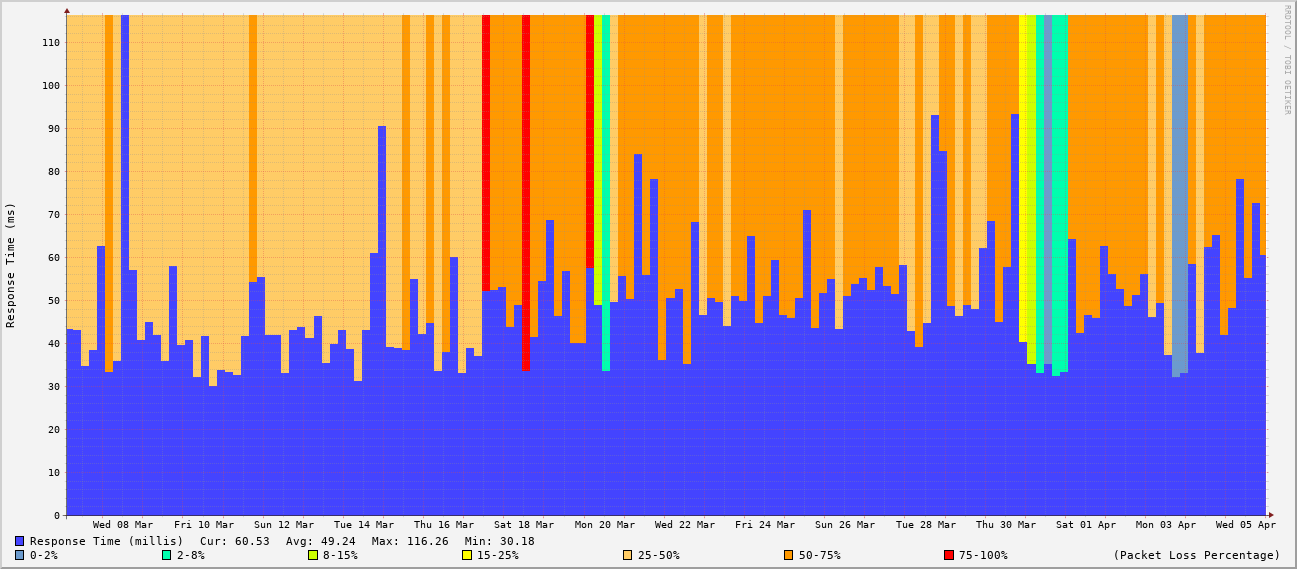 RRDTOOL / TOBI OETIKER
Response Time (ms)
110
100
90
80
70
60
50
40
30
20
10
0
Wed 08 Mar Fri 10 Mar Sun 12 Mar Tue 14 Mar Thu 16 Mar Sat 18 Mar Mon 20 Mar Wed 22 Mar Fri 24 Mar Sun 26 Mar Tue 28 Mar Thu 30 Mar Sat 01 Apr Mon 03 Apr Wed 05 Apr
Response Time (millis) Cur: 60.53 Avg: 49.24 Max: 116.26 Min: 30.18
0-2% 2-8% 8-15% 15-25% 25-50% 50-75% 75-100% (Packet Loss Percentage)